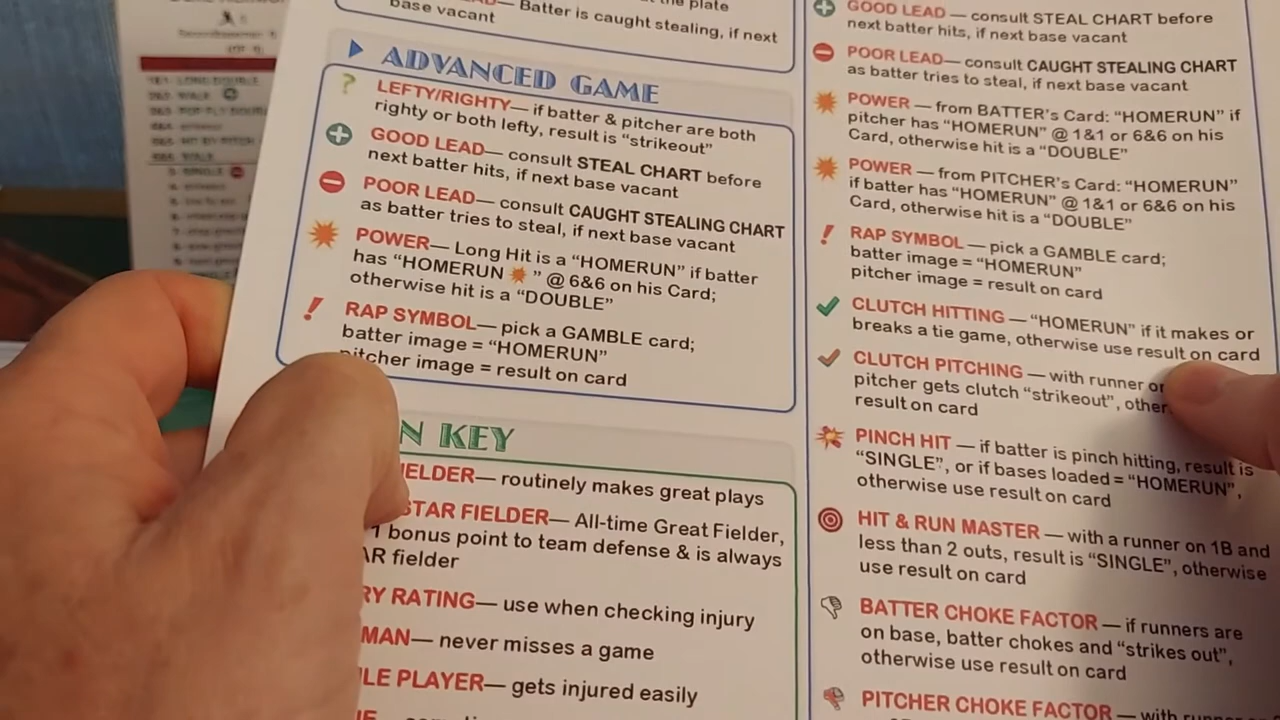 the plate
Batter is caught stealing, if next
base vacant
ADVANCED GAME
LEFTY/RIGHTY— if batter & pitcher are both
righty or both lefty, result is "strikeout"
GOOD LEAD— consult STEAL CHART before
next batter hits, if next base vacant
POOR LEAD— consult CAUGHT STEALING CHART
as batter tries to steal, if next base vacant
POWER— Long Hit is a "HOMERUN" if batter
has "HOMERUN " @ 6&6 on his Card;
otherwise hit is a "DOUBLE"
RAP SYMBOL— pick a GAMBLE card;
batter image = "HOMERUN"
pitcher image = result on card
N KEY
IELDER— routinely makes great plays
STAR FIELDER— All-time Great Fielder,
1 bonus point to team defense & is always
AR fielder
RY RATING— use when checking injury
MAN— never misses a game
ILE PLAYER— gets injured easily
GOOD LEAD — consult STEAL CHART before
next batter hits, if next base vacant
POOR LEAD — consult CAUGHT STEALING CHART
as batter tries to steal, if next base vacant
POWER — from BATTER's Card: "HOMERUN" if
pitcher has "HOMERUN" @ 1&1 or 6&6 on his
Card, otherwise hit is a "DOUBLE"
POWER — from PITCHER's Card: "HOMERUN"
if batter has "HOMERUN" @ 1&1 or 6&6 on his
Card, otherwise hit is a "DOUBLE"
RAP SYMBOL — pick a GAMBLE card;
batter image = "HOMERUN"
pitcher image = result on card
CLUTCH HITTING — "HOMERUN" if it makes or
breaks a tie game, otherwise use result on card
CLUTCH PITCHING — with runner or
pitcher gets clutch "strikeout", other
result on card
PINCH HIT — if batter is pinch hitting, result is
"SINGLE", or if bases loaded = "HOMERUN",
otherwise use result on card
HIT & RUN MASTER — with a runner on 1B and
less than 2 outs, result is "SINGLE", otherwise
use result on card
BATTER CHOKE FACTOR — if runners are
on base, batter chokes and "strikes out",
otherwise use result on card
PITCHER CHOKE FACTOR — with runner